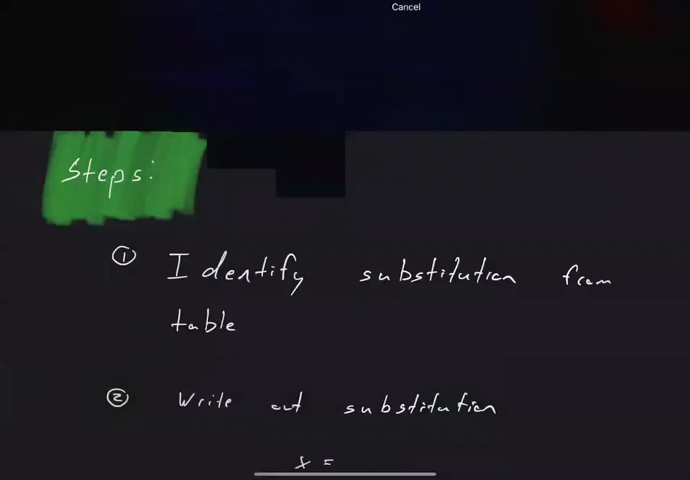 Cancel
Steps:
① Identify substitution from
table
② Write out substitution
x =